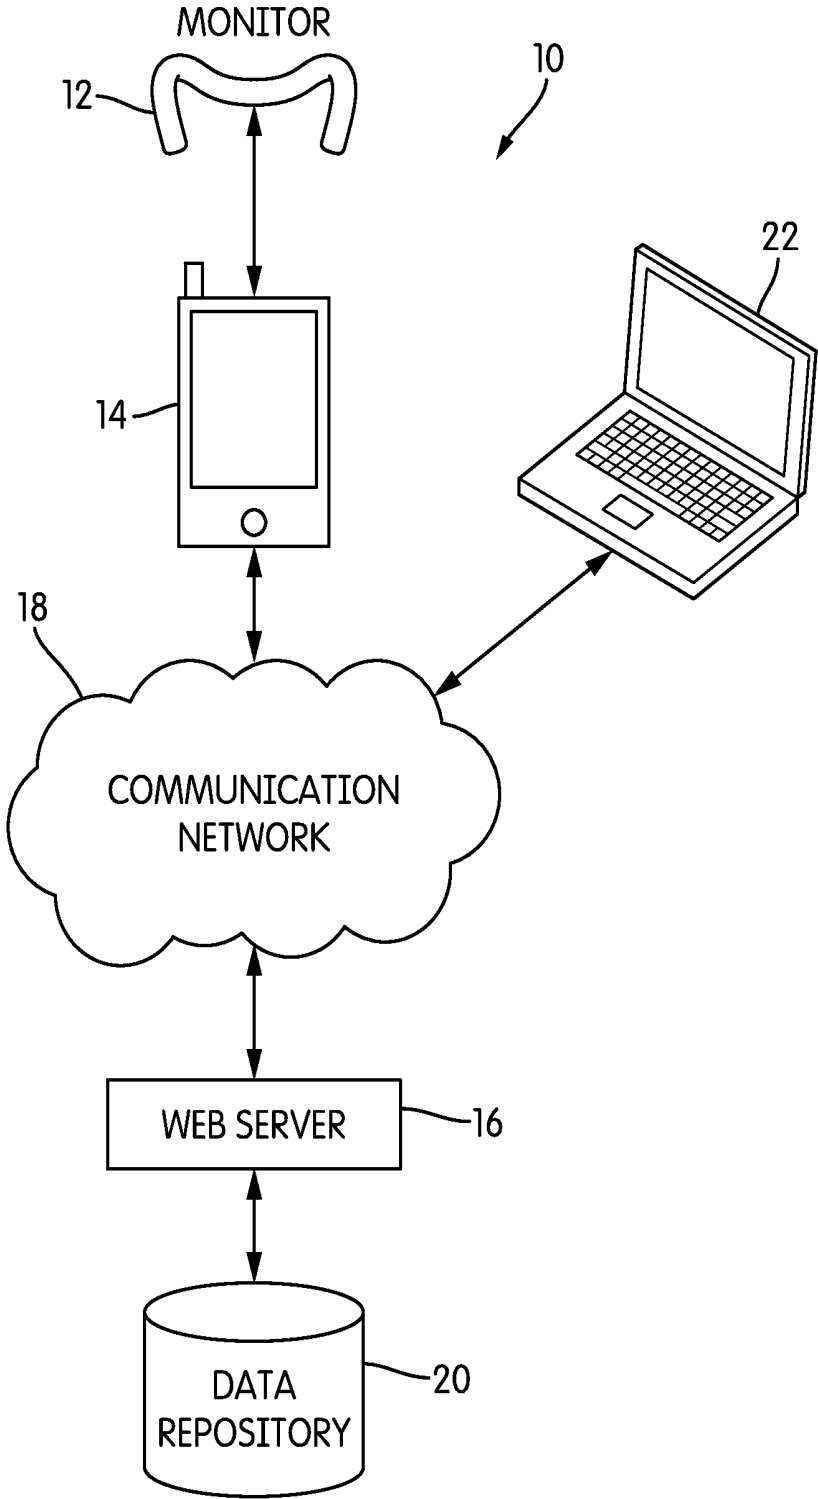 MONITOR
10
12
22
14
18
COMMUNICATION
NETWORK
WEB SERVER
16
DATA
REPOSITORY
20